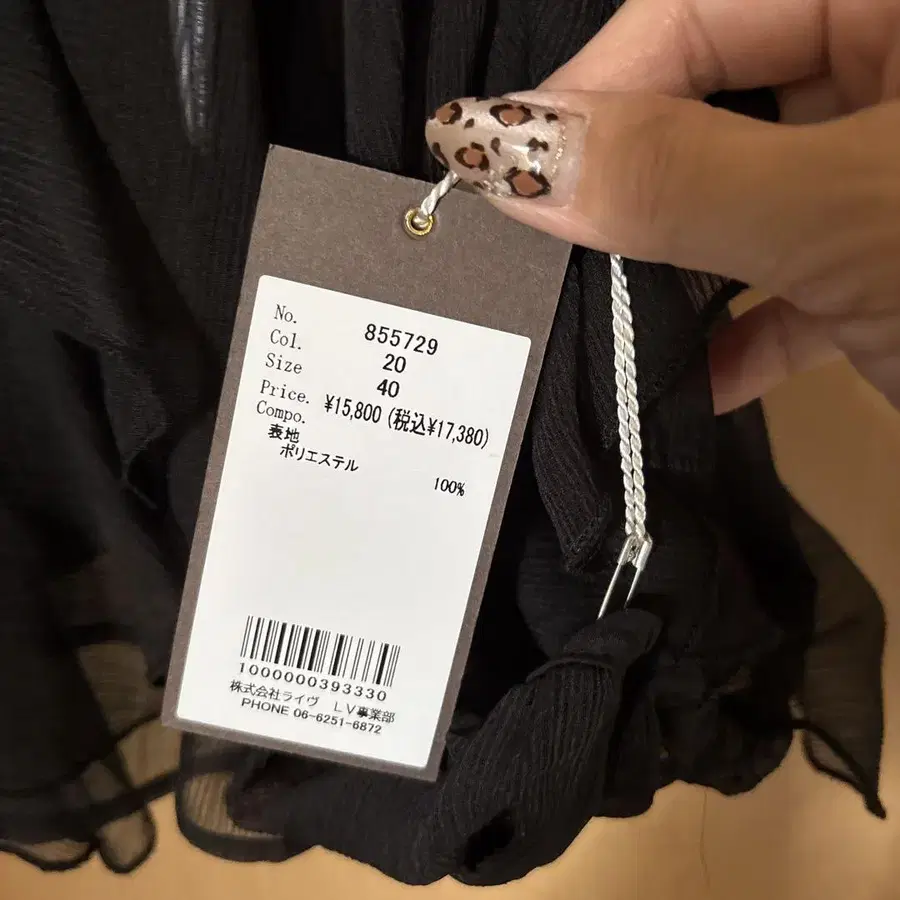 No. 855729
Col. 20
Size 40
Price. ¥15,800 (税込¥17,380)
Compo.
表地
ポリエステル 100%
1000000393330
株式会社ライヴ LV事業部
PHONE 06-6251-6872